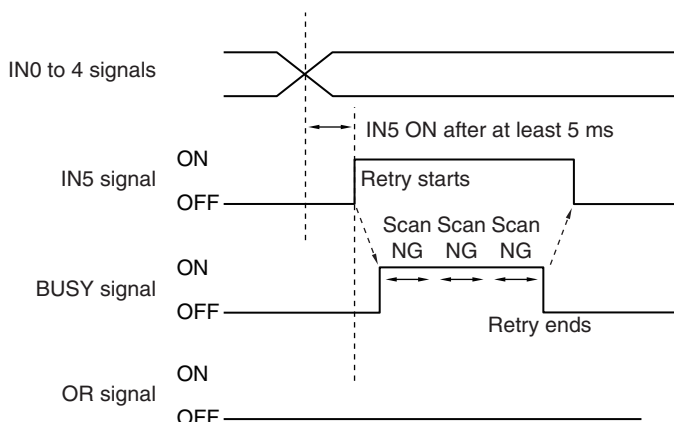 IN0 to 4 signals
IN5 ON after at least 5 ms
ON
IN5 signal
Retry starts
OFF
Scan Scan Scan
NG NG NG
ON
BUSY signal
OFF
Retry ends
ON
OR signal
OFF